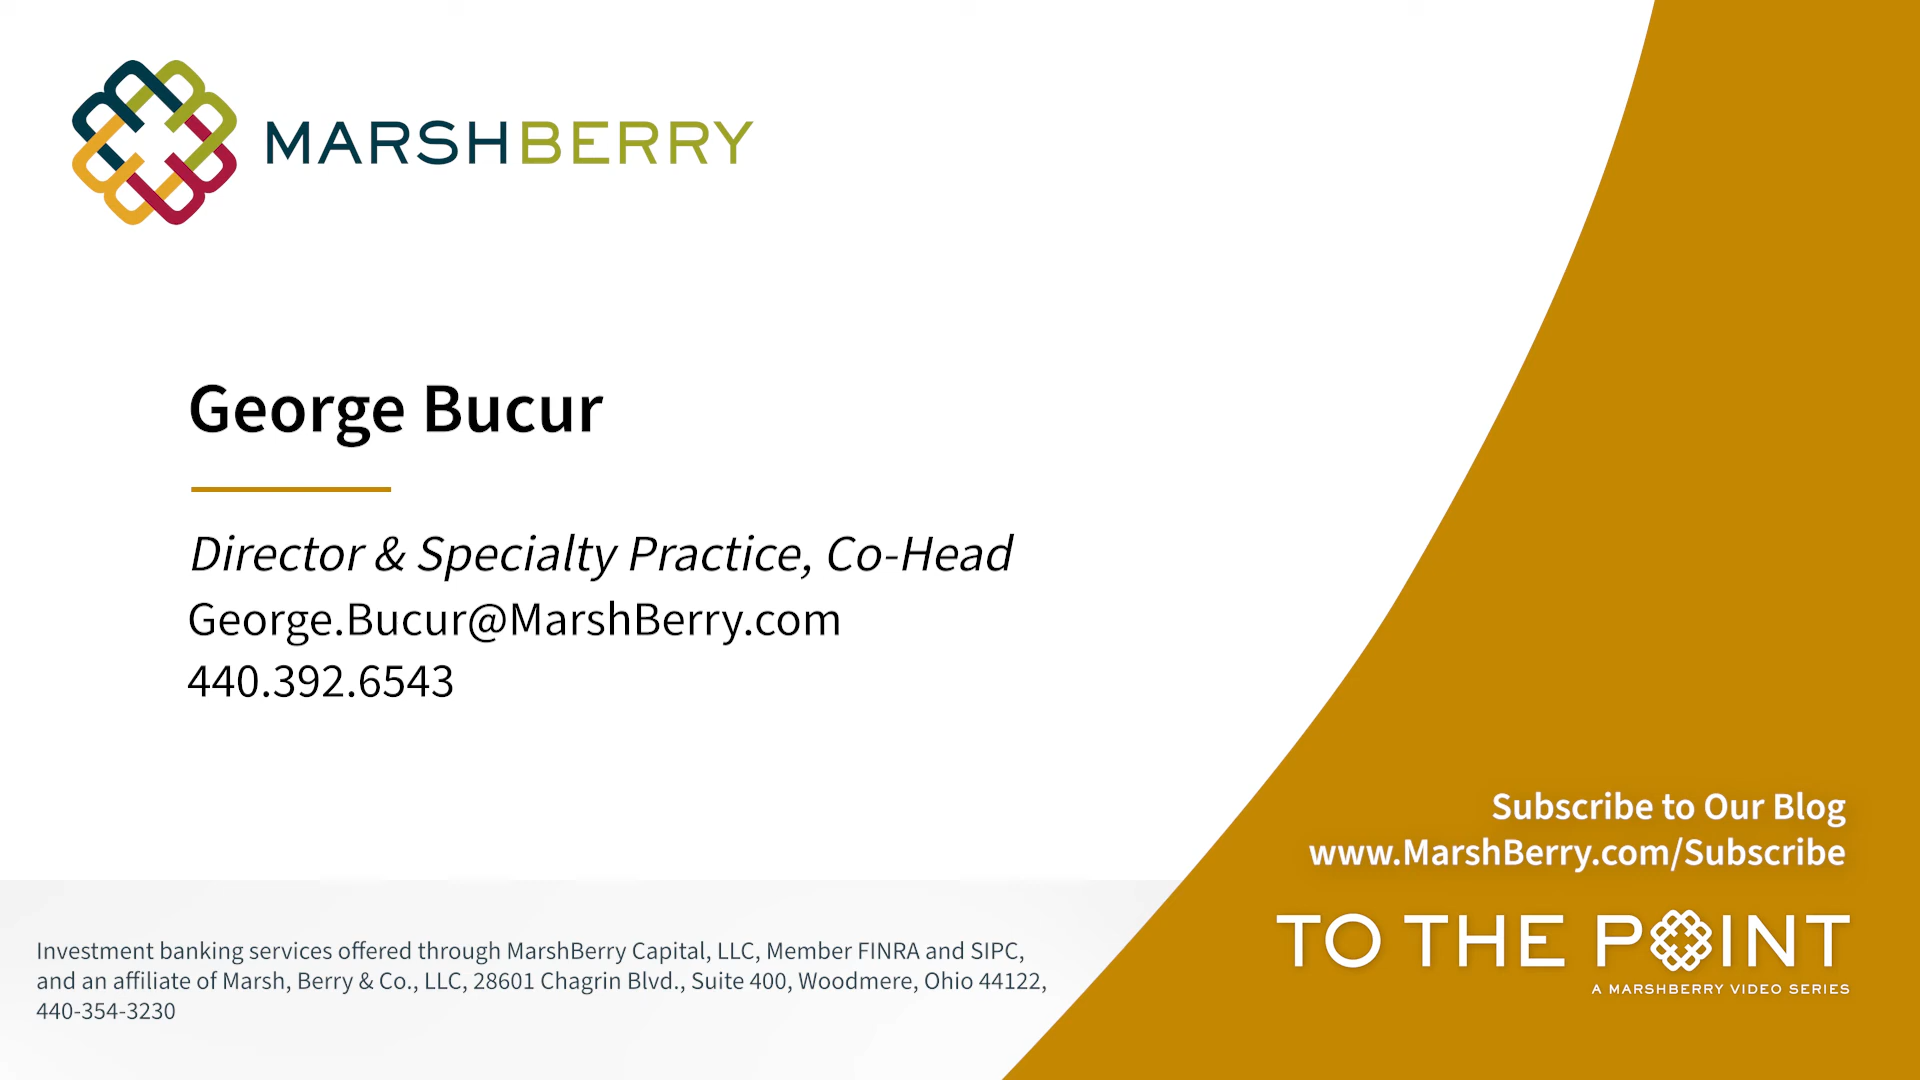 MARSHBERRY
George Bucur
Director & Specialty Practice, Co-Head
George.Bucur@MarshBerry.com
440.392.6543
Subscribe to Our Blog
www.MarshBerry.com/Subscribe
TO THE POINT
A MARSHBERRY VIDEO SERIES
Investment banking services offered through MarshBerry Capital, LLC, Member FINRA and SIPC,
and an affiliate of Marsh, Berry & Co., LLC, 28601 Chagrin Blvd., Suite 400, Woodmere, Ohio 44122,
440-354-3230